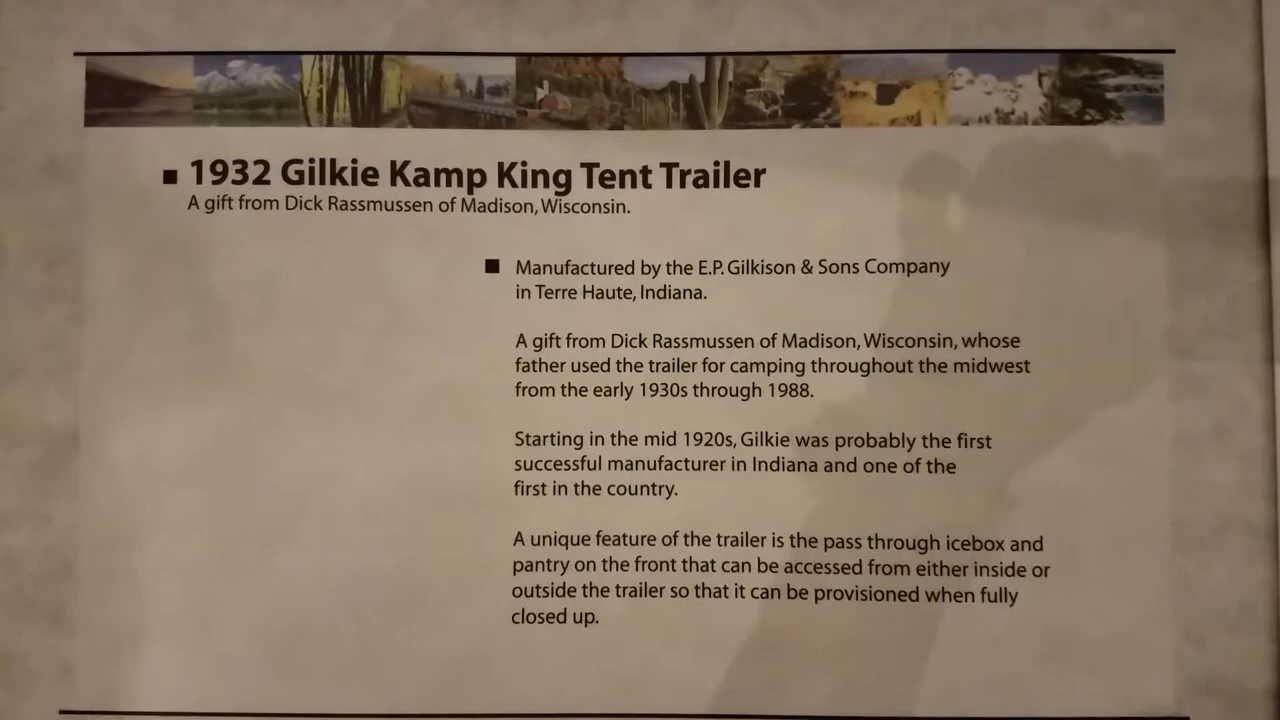 1932 Gilkie Kamp King Tent Trailer
A gift from Dick Rassmussen of Madison, Wisconsin.
Manufactured by the E.P. Gilkison & Sons Company
in Terre Haute, Indiana.
A gift from Dick Rassmussen of Madison, Wisconsin, whose
father used the trailer for camping throughout the midwest
from the early 1930s through 1988.
Starting in the mid 1920s, Gilkie was probably the first
successful manufacturer in Indiana and one of the
first in the country.
A unique feature of the trailer is the pass through icebox and
pantry on the front that can be accessed from either inside or
outside the trailer so that it can be provisioned when fully
closed up.